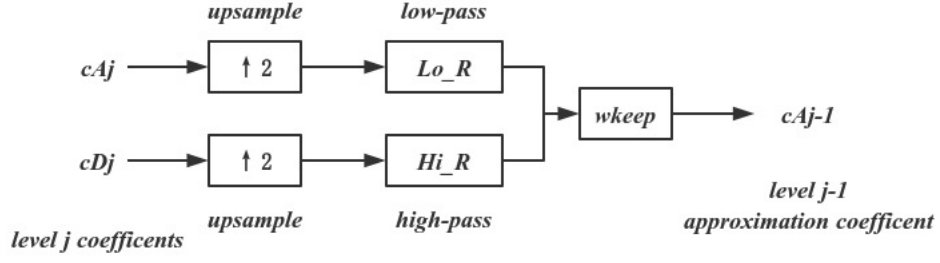 upsample low-pass
cAj ↑ 2 Lo_R
wkeep cAj-1
cDj ↑ 2 Hi_R
level j-1
upsample high-pass approximation coefficent
level j coefficents